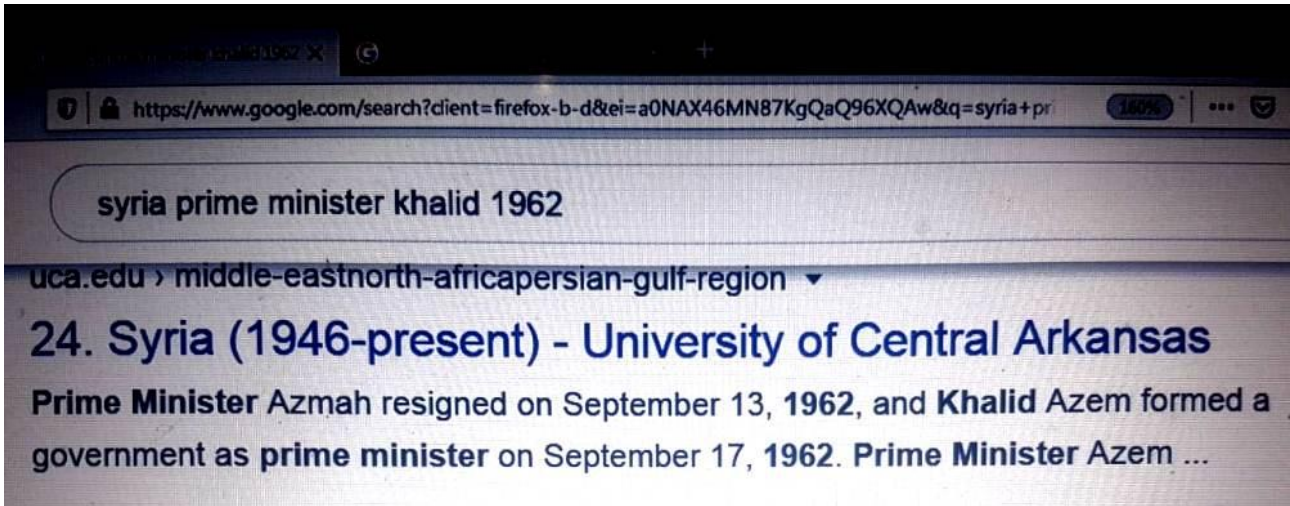 khalid 1962 X G +
https://www.google.com/search?client=firefox-b-d&ei=a0NAX46MN87KgQaQ96XQAw&q=syria+pr 160% •••
syria prime minister khalid 1962
uca.edu › middle-eastnorth-africapersian-gulf-region
24. Syria (1946-present) - University of Central Arkansas
Prime Minister Azmah resigned on September 13, 1962, and Khalid Azem formed a
government as prime minister on September 17, 1962. Prime Minister Azem ...